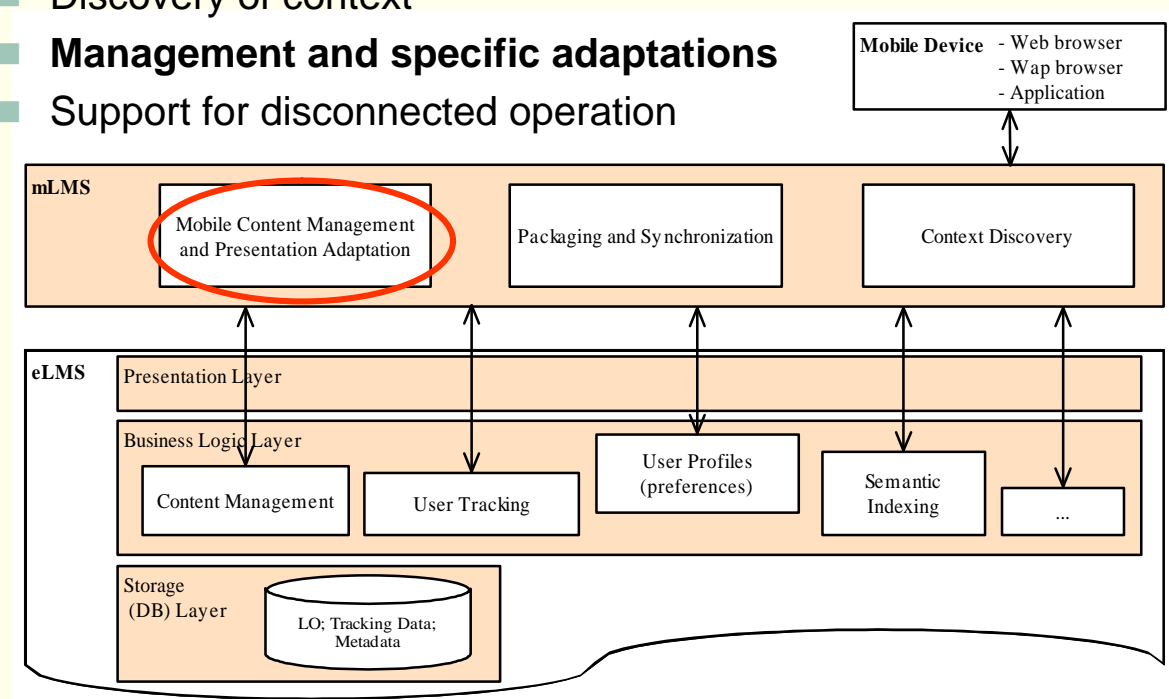 Discovery of context
Management and specific adaptations
Support for disconnected operation
Mobile Device - Web browser
- Wap browser
- Application
mLMS
Mobile Content Management
and Presentation Adaptation
Packaging and Synchronization
Context Discovery
eLMS
Presentation Layer
Business Logic Layer
Content Management
User Tracking
User Profiles
(preferences)
Semantic
Indexing
...
Storage
(DB) Layer
LO; Tracking Data;
Metadata